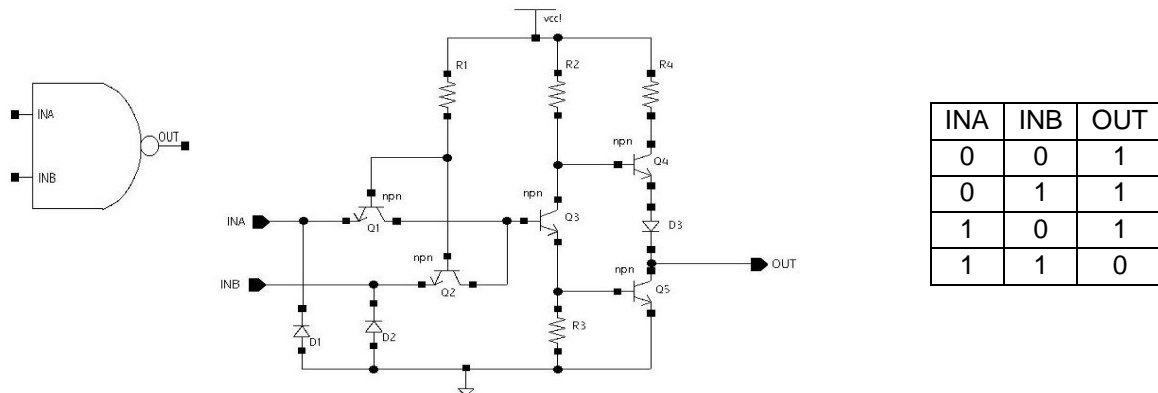 vcc!
R1
R2
R4
INA
OUT
INB
npn
Q4
npn
npn
INA
Q1
Q3
D3
npn
npn
OUT
INB
Q2
Q5
R3
D1
D2
INA INB OUT
0 0 1
0 1 1
1 0 1
1 1 0